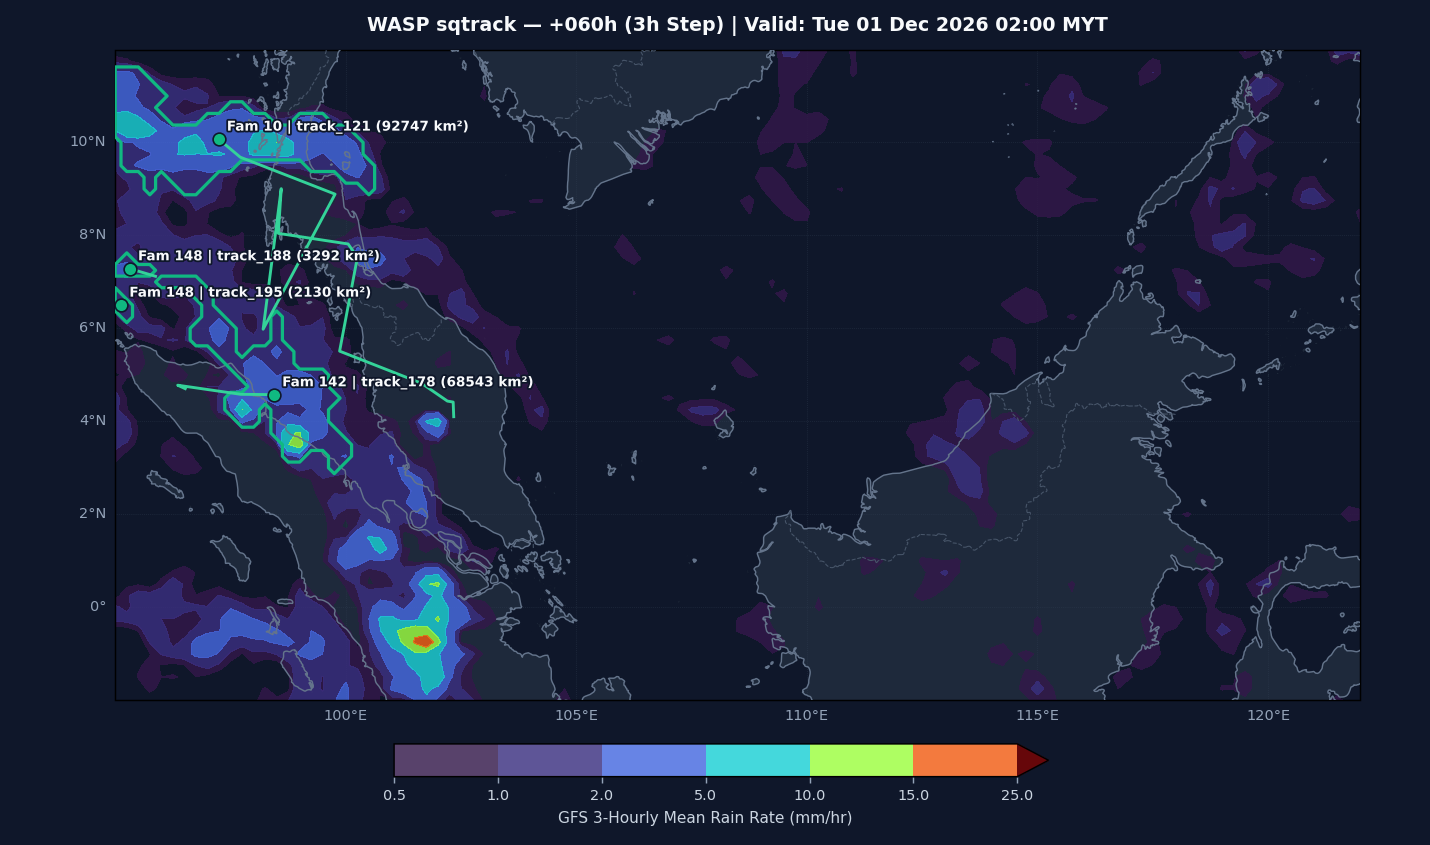 WASP sqtrack — +060h (3h Step) | Valid: Tue 01 Dec 2026 02:00 MYT
Fam 10 | track_121 (92747 km²)
10°N
8°N
Fam 148 | track_188 (3292 km²)
Fam 148 | track_195 (2130 km²)
6°N
Fam 142 | track_178 (68543 km²)
4°N
2°N
0°
100°E 105°E 110°E 115°E 120°E
0.5 1.0 2.0 5.0 10.0 15.0 25.0
GFS 3-Hourly Mean Rain Rate (mm/hr)